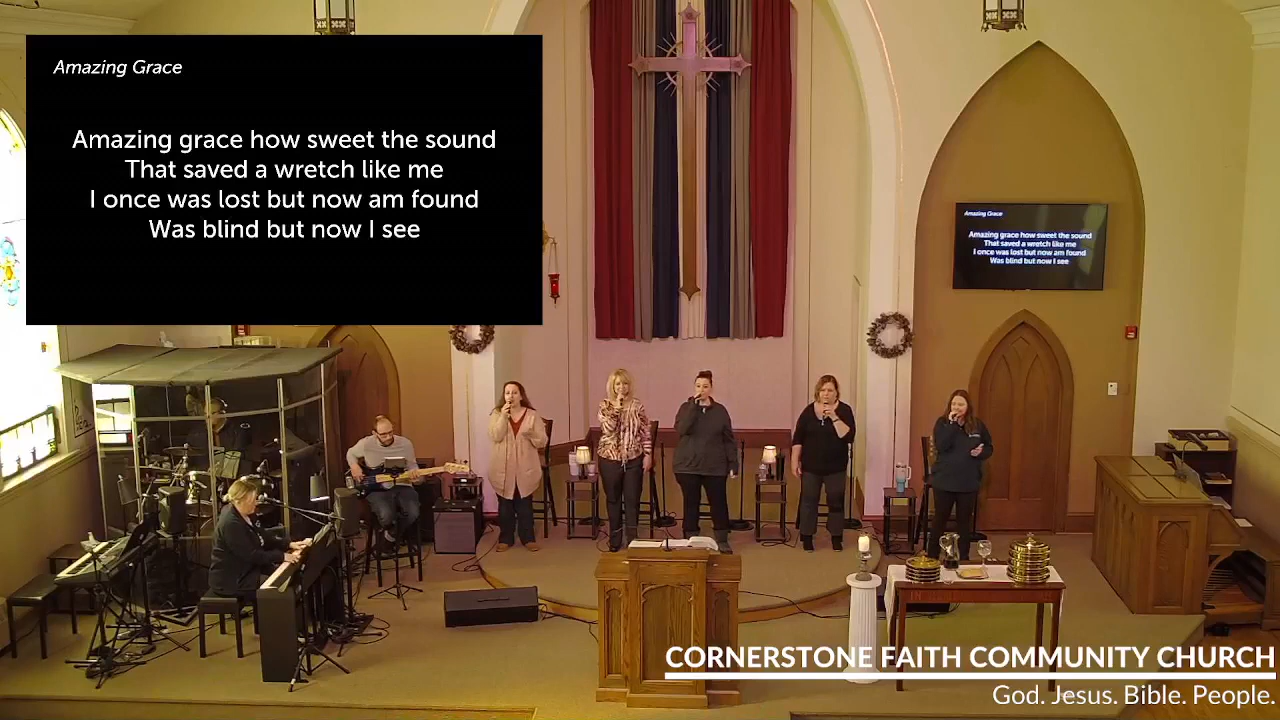 Amazing Grace
Amazing grace how sweet the sound
That saved a wretch like me
I once was lost but now am found
Was blind but now I see
Amazing Grace
Amazing grace how sweet the sound
That saved a wretch like me
I once was lost but now am found
Was blind but now I see
CORNERSTONE FAITH COMMUNITY CHURCH
God. Jesus. Bible. People.